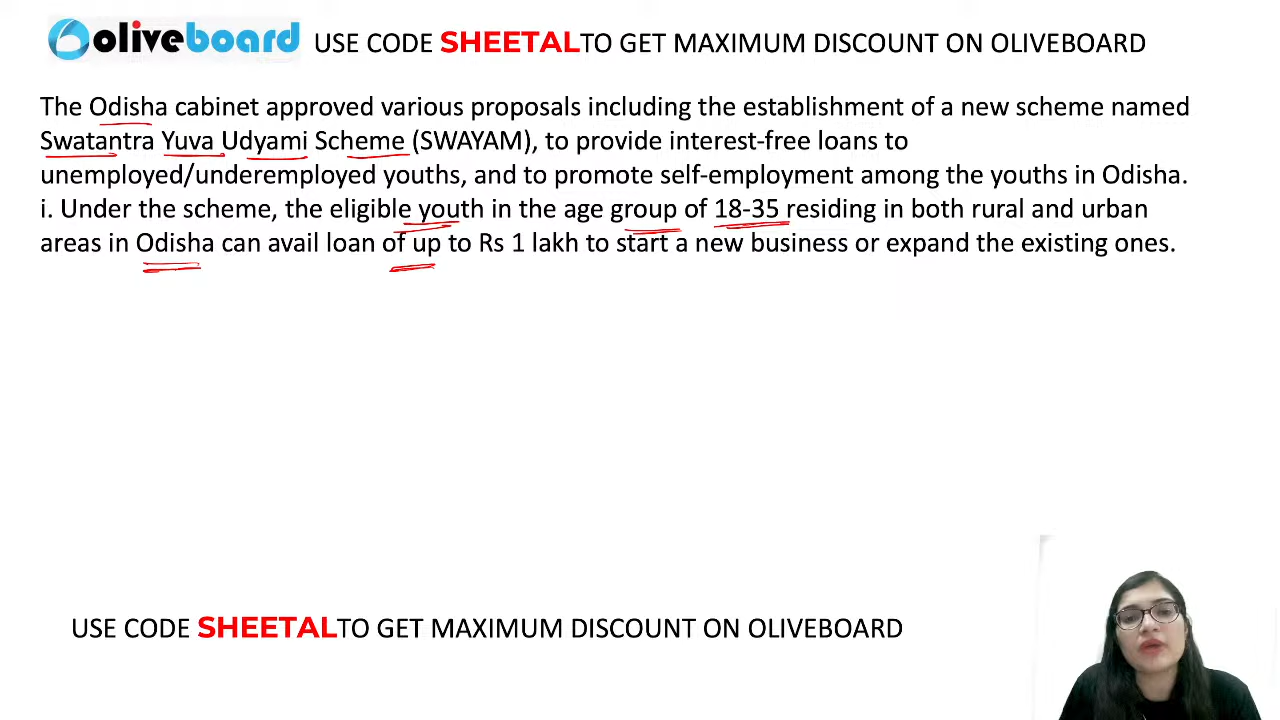 oliveboard USE CODE SHEETAL TO GET MAXIMUM DISCOUNT ON OLIVEBOARD
The Odisha cabinet approved various proposals including the establishment of a new scheme named
Swatantra Yuva Udyami Scheme (SWAYAM), to provide interest-free loans to
unemployed/underemployed youths, and to promote self-employment among the youths in Odisha.
i. Under the scheme, the eligible youth in the age group of 18-35 residing in both rural and urban
areas in Odisha can avail loan of up to Rs 1 lakh to start a new business or expand the existing ones.
USE CODE SHEETAL TO GET MAXIMUM DISCOUNT ON OLIVEBOARD